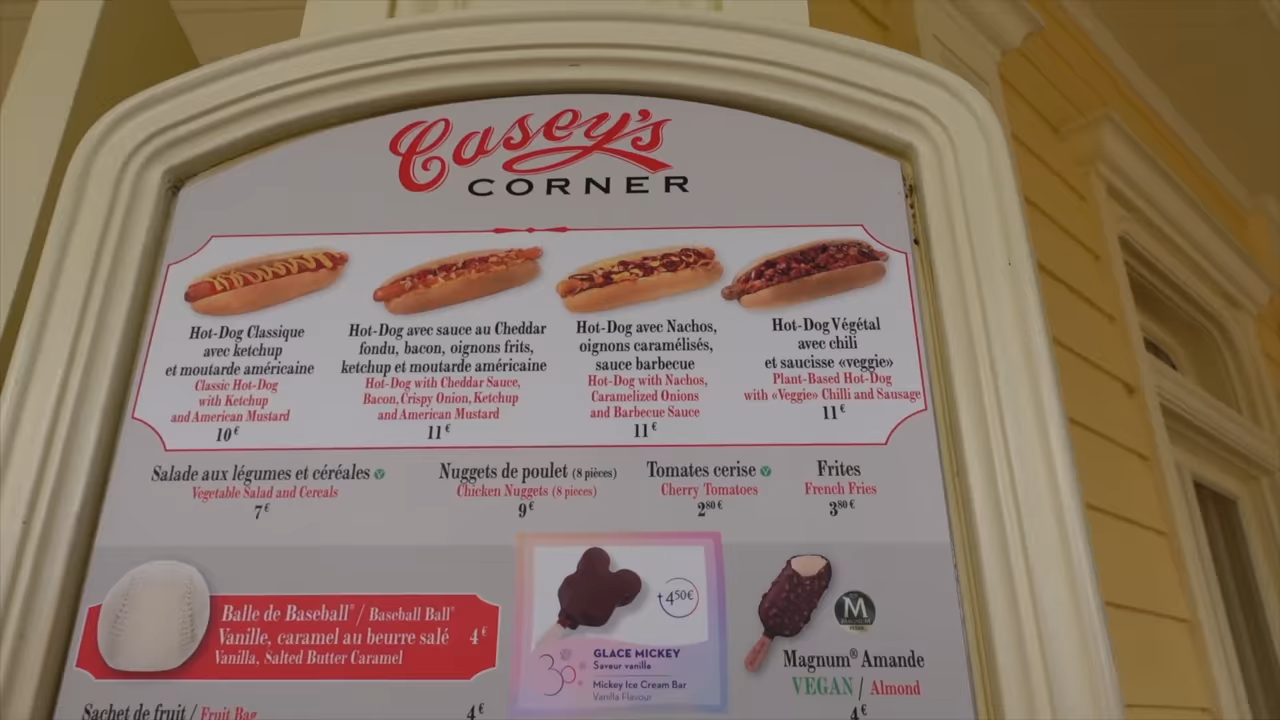 Casey's
CORNER
Hot-Dog Classique
avec ketchup
et moutarde américaine
Classic Hot-Dog
with Ketchup
and American Mustard
10€
Hot-Dog avec sauce au Cheddar
fondu, bacon, oignons frits,
ketchup et moutarde américaine
Hot-Dog with Cheddar Sauce,
Bacon, Crispy Onion, Ketchup
and American Mustard
11€
Hot-Dog avec Nachos,
oignons caramélisés,
sauce barbecue
Hot-Dog with Nachos,
Caramelized Onions
and Barbecue Sauce
11€
Hot-Dog Végétal
avec chili
et saucisse «veggie»
Plant-Based Hot-Dog
with «Veggie» Chilli and Sausage
11€
Salade aux légumes et céréales
Vegetable Salad and Cereals
7€
Nuggets de poulet (8 pièces)
Chicken Nuggets (8 pieces)
9€
Tomates cerise
Cherry Tomatoes
280€
Frites
French Fries
380€
Balle de Baseball® / Baseball Ball®
Vanille, caramel au beurre salé
Vanilla, Salted Butter Caramel
4€
450€
30
GLACE MICKEY
Saveur vanille
Mickey Ice Cream Bar
Vanilla Flavour
M
Magnum® Amande
VEGAN / Almond
4€
Sachet de fruit / Fruit Bag
4€